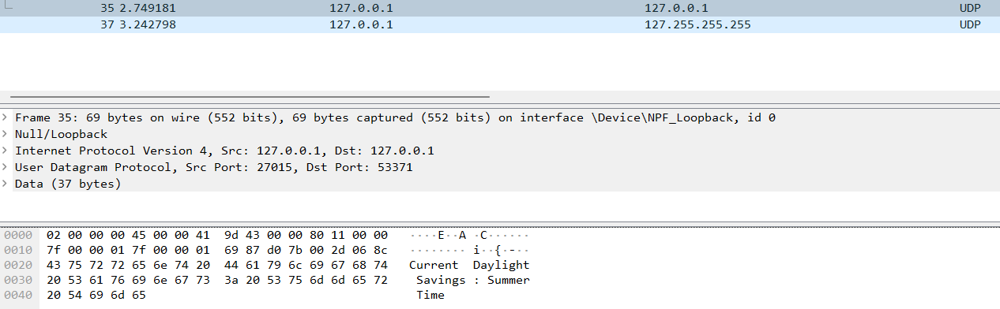 35 2.749181 127.0.0.1 127.0.0.1 UDP
37 3.242798 127.0.0.1 127.255.255.255 UDP
> Frame 35: 69 bytes on wire (552 bits), 69 bytes captured (552 bits) on interface \Device\NPF_Loopback, id 0
> Null/Loopback
> Internet Protocol Version 4, Src: 127.0.0.1, Dst: 127.0.0.1
> User Datagram Protocol, Src Port: 27015, Dst Port: 53371
> Data (37 bytes)
0000 02 00 00 00 45 00 00 41 9d 43 00 00 80 11 00 00 ····E··A ·C······
0010 7f 00 00 01 7f 00 00 01 69 87 d0 7b 00 2d 06 8c ········ i··{·-··
0020 43 75 72 72 65 6e 74 20 44 61 79 6c 69 67 68 74 Current Daylight
0030 20 53 61 76 69 6e 67 73 3a 20 53 75 6d 6d 65 72 Savings : Summer
0040 20 54 69 6d 65 Time